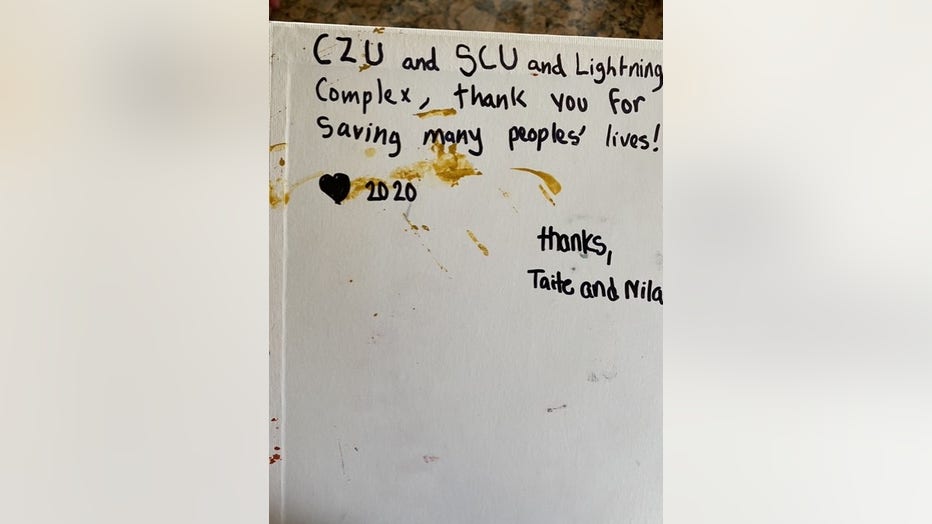 CZU and SCU and Lightning
Complex, thank you for
Saving many peoples' lives!
2020
thanks,
Taite and Nila